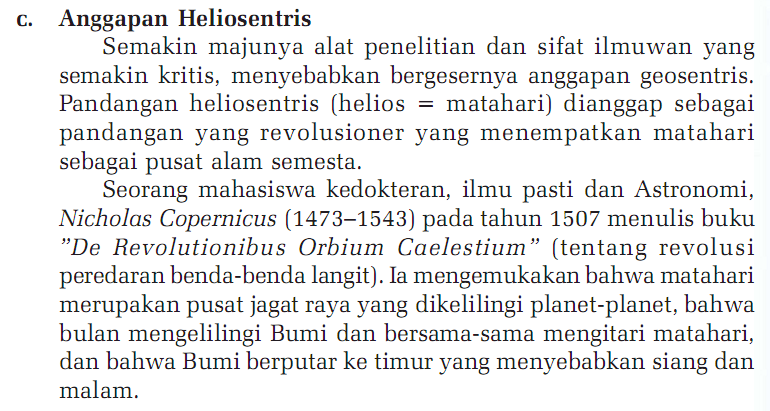 c. Anggapan Heliosentris
Semakin majunya alat penelitian dan sifat ilmuwan yang
semakin kritis, menyebabkan bergesernya anggapan geosentris.
Pandangan heliosentris (helios = matahari) dianggap sebagai
pandangan yang revolusioner yang menempatkan matahari
sebagai pusat alam semesta.
Seorang mahasiswa kedokteran, ilmu pasti dan Astronomi,
Nicholas Copernicus (1473–1543) pada tahun 1507 menulis buku
”De Revolutionibus Orbium Caelestium” (tentang revolusi
peredaran benda-benda langit). Ia mengemukakan bahwa matahari
merupakan pusat jagat raya yang dikelilingi planet-planet, bahwa
bulan mengelilingi Bumi dan bersama-sama mengitari matahari,
dan bahwa Bumi berputar ke timur yang menyebabkan siang dan
malam.